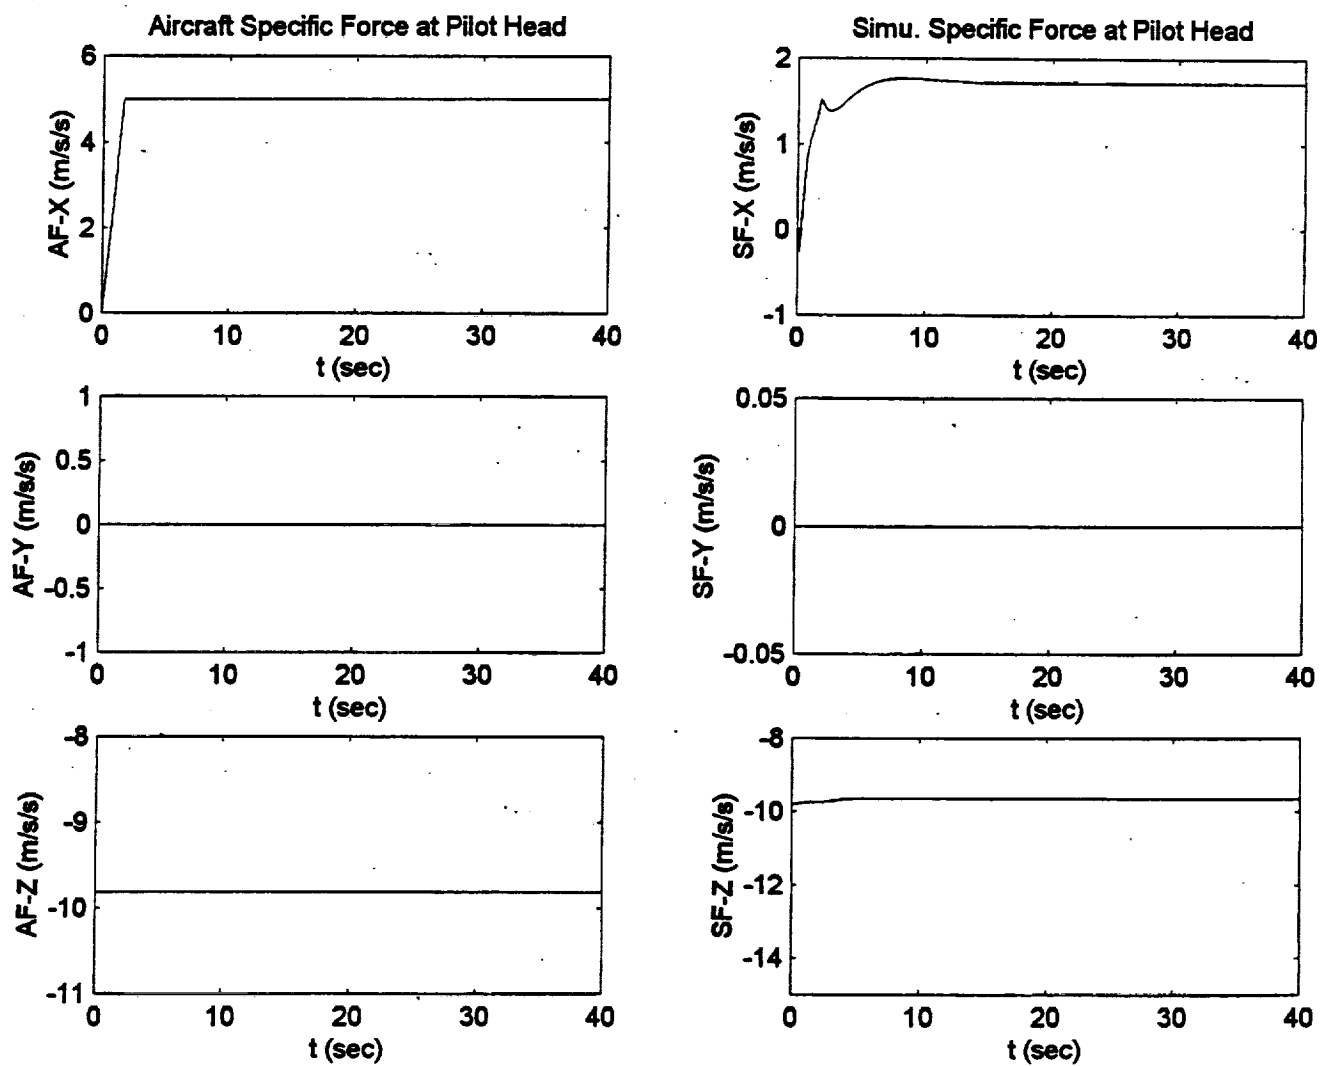 Aircraft Specific Force at Pilot Head
6
4
2
0
AF-X (m/s/s)
0 10 20 30 40
t (sec)
Simu. Specific Force at Pilot Head
2
1
0
-1
SF-X (m/s/s)
0 10 20 30 40
t (sec)
1
0.5
0
-0.5
-1
AF-Y (m/s/s)
0 10 20 30 40
t (sec)
0.05
0
-0.05
SF-Y (m/s/s)
0 10 20 30 40
t (sec)
-8
-9
-10
-11
AF-Z (m/s/s)
0 10 20 30 40
t (sec)
-8
-10
-12
-14
SF-Z (m/s/s)
0 10 20 30 40
t (sec)